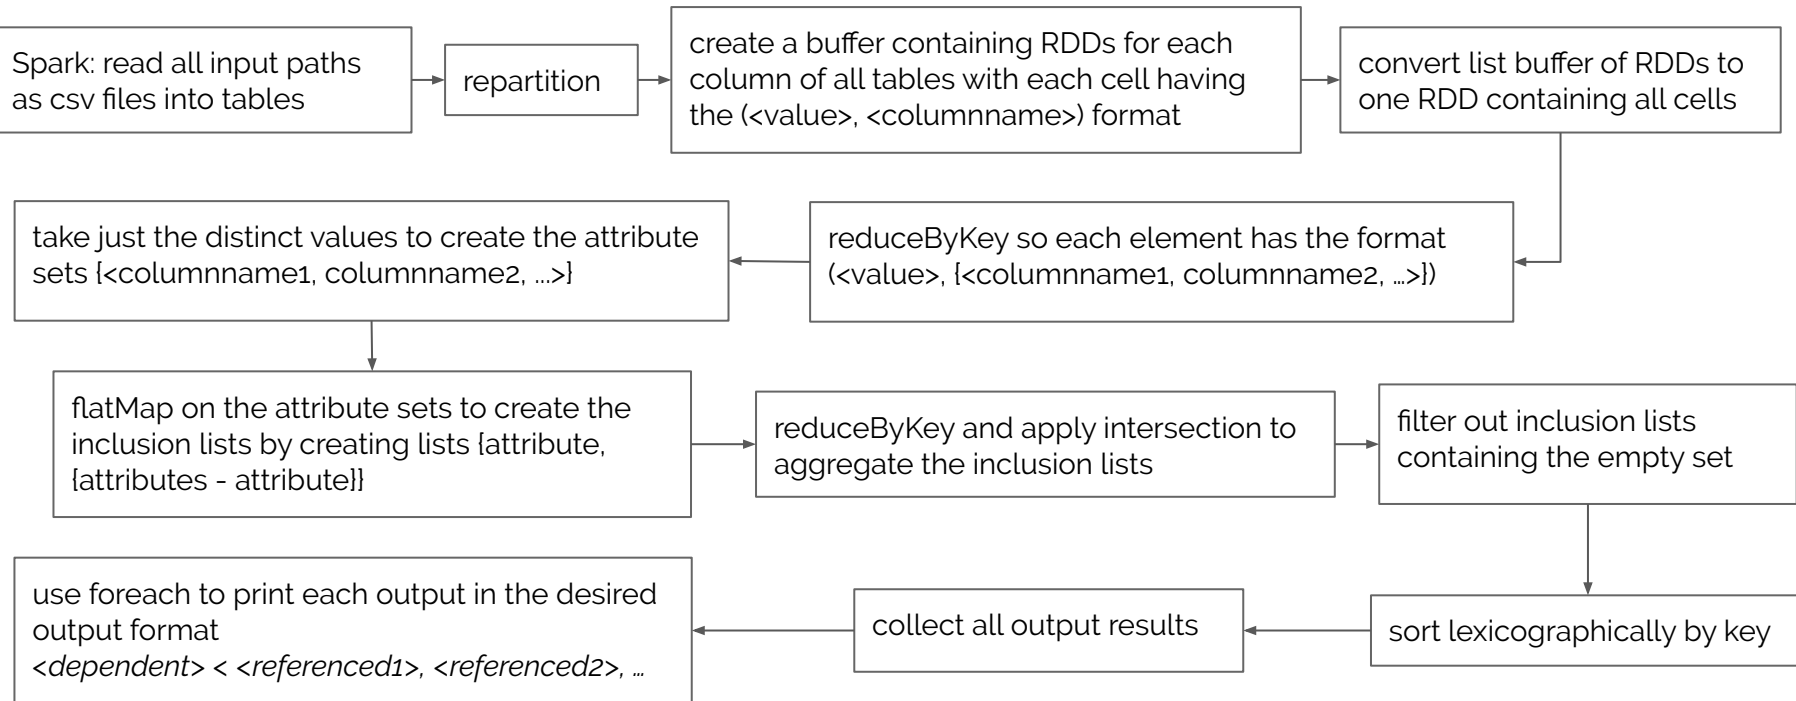 Spark: read all input paths
as csv files into tables
repartition
create a buffer containing RDDs for each
column of all tables with each cell having
the (<value>, <columnname>) format
convert list buffer of RDDs to
one RDD containing all cells
reduceByKey so each element has the format
(<value>, {<columnname1, columnname2, …>})
take just the distinct values to create the attribute
sets {<columnname1, columnname2, ...>}
flatMap on the attribute sets to create the
inclusion lists by creating lists {attribute,
{attributes - attribute}}
reduceByKey and apply intersection to
aggregate the inclusion lists
filter out inclusion lists
containing the empty set
sort lexicographically by key
collect all output results
use foreach to print each output in the desired
output format
<dependent> < <referenced1>, <referenced2>, …